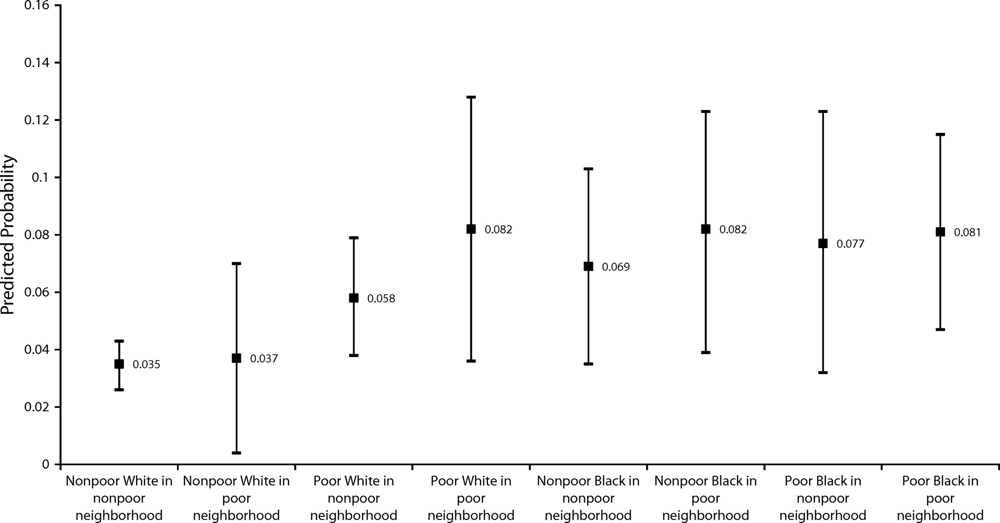 0.16
0.14
0.12
0.1
0.08
0.06
0.04
0.02
0
Predicted Probability
0.035
0.037
0.058
0.082
0.069
0.082
0.077
0.081
Nonpoor White in
nonpoor
neighborhood
Nonpoor White in
poor
neighborhood
Poor White in
nonpoor
neighborhood
Poor White in
poor
neighborhood
Nonpoor Black in
nonpoor
neighborhood
Nonpoor Black in
poor
neighborhood
Poor Black in
nonpoor
neighborhood
Poor Black in
poor
neighborhood